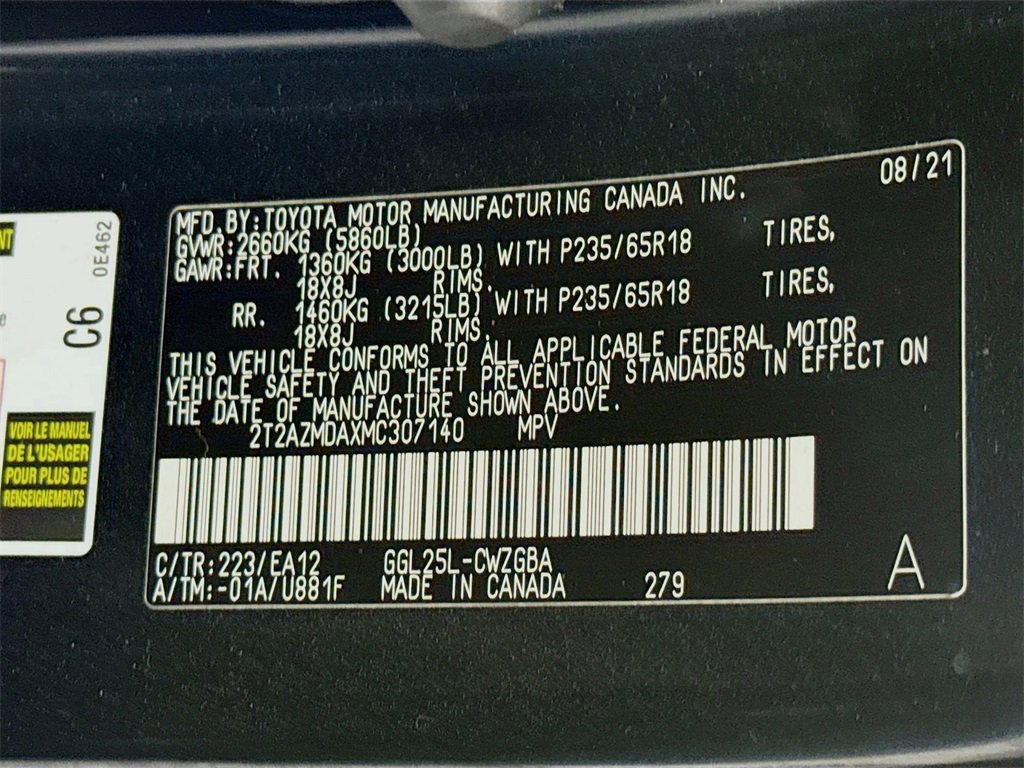 08/21
MFD.BY:TOYOTA MOTOR MANUFACTURING CANADA INC.
GVWR:2660KG (5860LB)
GAWR:FRT. 1360KG (3000LB) WITH P235/65R18 TIRES,
18X8J RIMS.
RR. 1460KG (3215LB) WITH P235/65R18 TIRES,
18X8J RIMS.
THIS VEHICLE CONFORMS TO ALL APPLICABLE FEDERAL MOTOR
VEHICLE SAFETY AND THEFT PREVENTION STANDARDS IN EFFECT ON
THE DATE OF MANUFACTURE SHOWN ABOVE.
2T2AZMDAXMC307140 MPV
C/TR:223/EA12 GGL25L-CWZGBA
A/TM:-01A/U881F MADE IN CANADA 279 A
0E462
C6
VOIR LE MANUEL
DE L'USAGER
POUR PLUS DE
RENSEIGNEMENTS